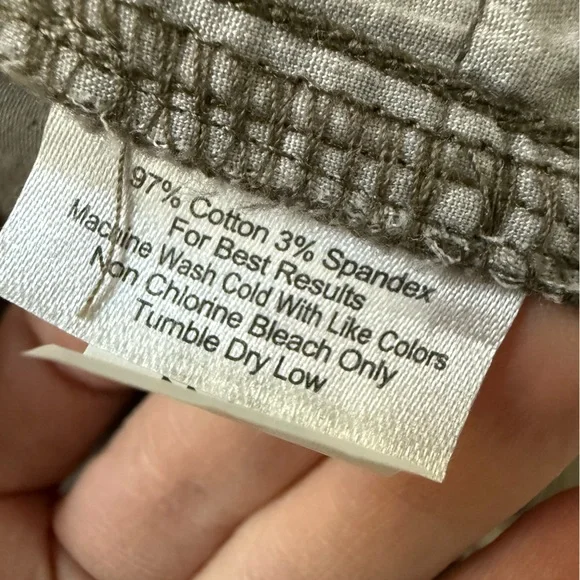 97% Cotton 3% Spandex
For Best Results
Machine Wash Cold With Like Colors
Non Chlorine Bleach Only
Tumble Dry Low